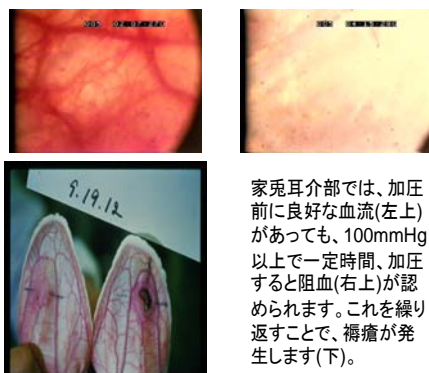 家兎耳介部では、加圧
前に良好な血流(左上)
があっても、100mmHg
以上で一定時間、加圧
すると阻血(右上)が認
められます。これを繰り
返すことで、褥瘡が発
生します(下)。
9.19.12